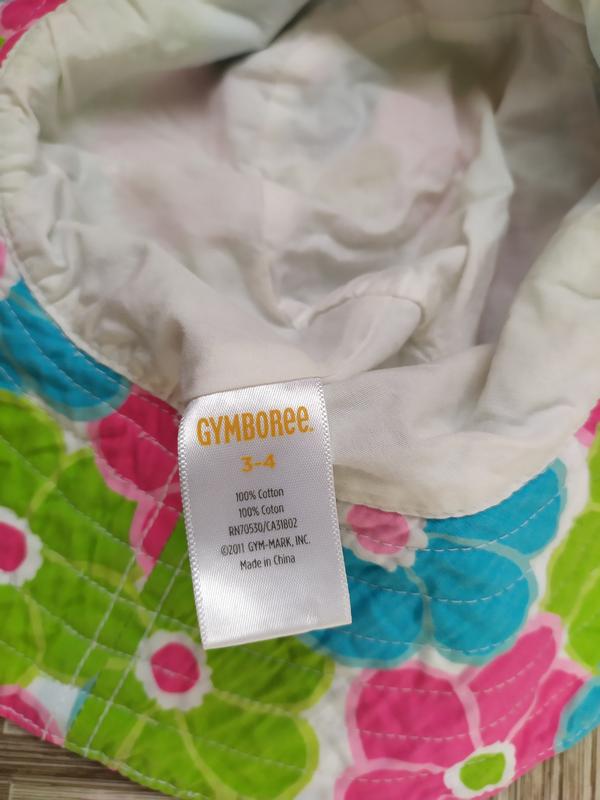 GYMBOREE.
3-4
100% Cotton
100% Coton
RN70530/CA31802
©2011 GYM-MARK, INC.
Made in China